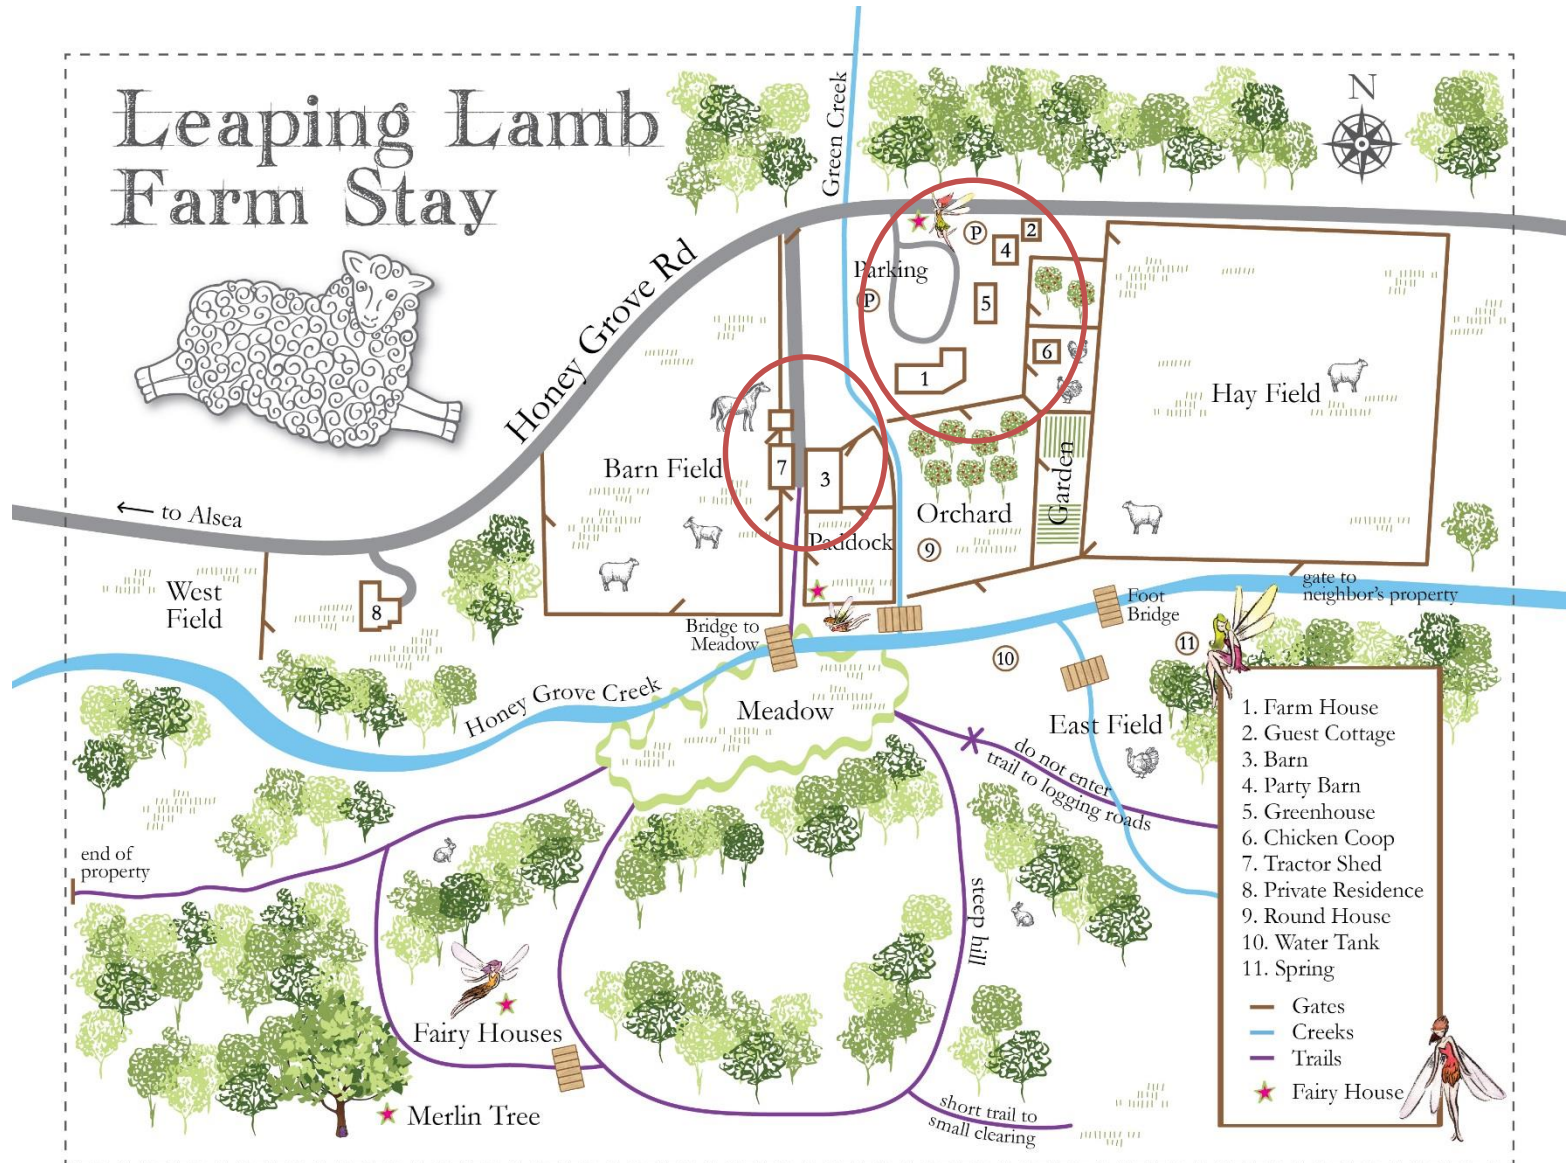 Leaping Lamb
Farm Stay
Green Creek
N
Honey Grove Rd
P
2
4
Parking
P
5
6
1
Hay Field
Barn Field
7
3
Garden
Orchard
← to Alsea
Paddock
9
West
Field
8
gate to
neighbor's property
Foot
Bridge
Bridge to
Meadow
10
11
Honey Grove Creek
Meadow
East Field
do not enter
trail to logging roads
end of
property
steep hill
Fairy Houses
Merlin Tree
short trail to
small clearing
1. Farm House
2. Guest Cottage
3. Barn
4. Party Barn
5. Greenhouse
6. Chicken Coop
7. Tractor Shed
8. Private Residence
9. Round House
10. Water Tank
11. Spring
Gates
Creeks
Trails
Fairy House